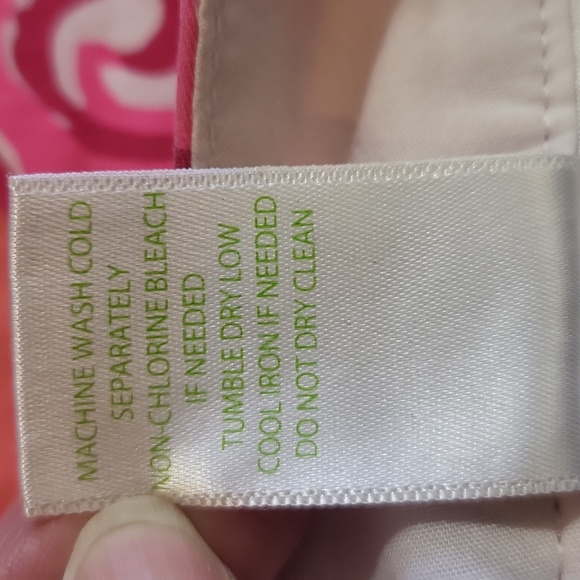 MACHINE WASH COLD
SEPARATELY
NON-CHLORINE BLEACH
IF NEEDED
TUMBLE DRY LOW
COOL IRON IF NEEDED
DO NOT DRY CLEAN